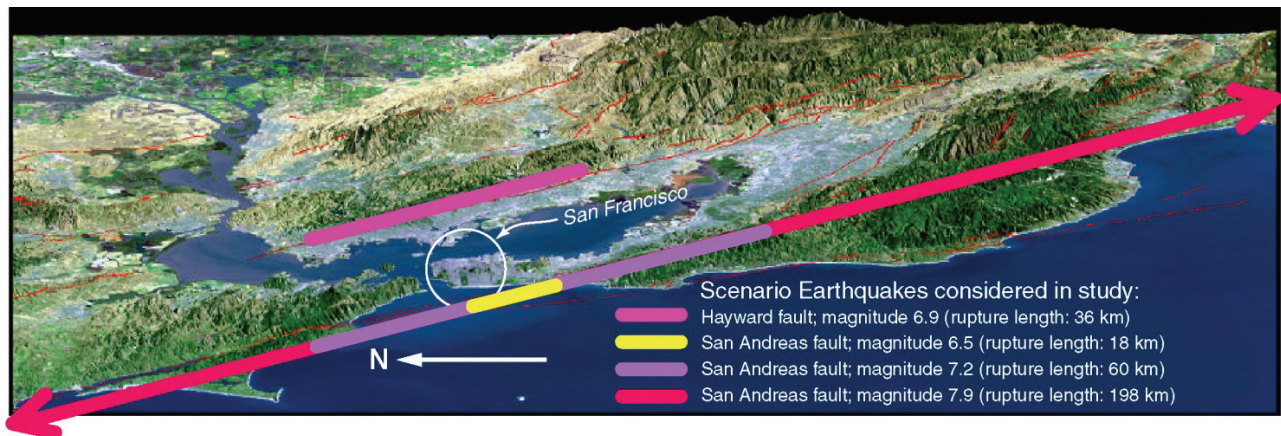 San Francisco
Scenario Earthquakes considered in study:
Hayward fault; magnitude 6.9 (rupture length: 36 km)
San Andreas fault; magnitude 6.5 (rupture length: 18 km)
N
San Andreas fault; magnitude 7.2 (rupture length: 60 km)
San Andreas fault; magnitude 7.9 (rupture length: 198 km)